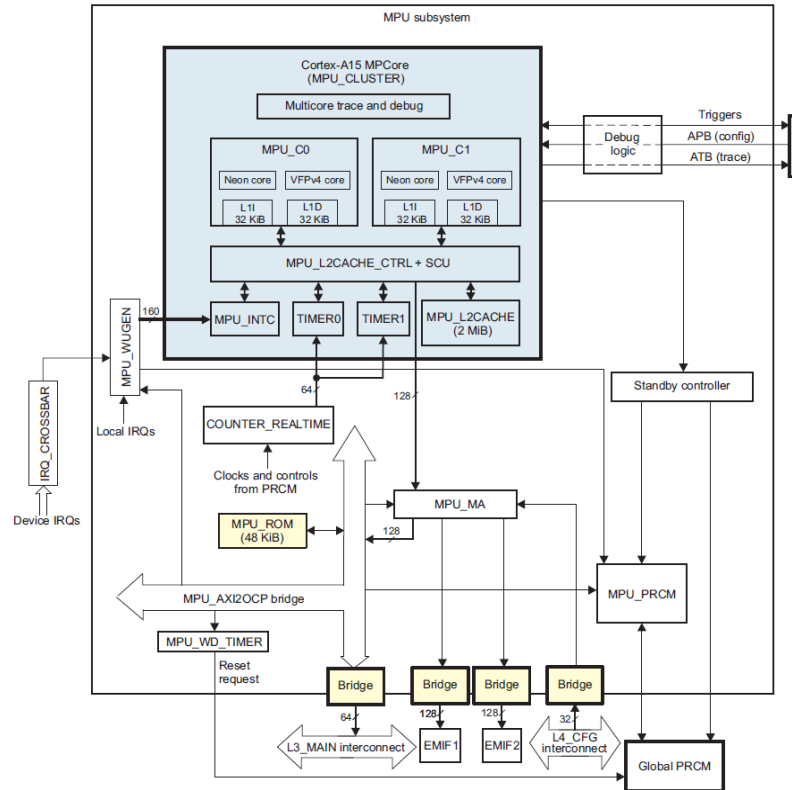 MPU subsystem
Cortex-A15 MPCore
(MPU_CLUSTER)
Multicore trace and debug
MPU_C0
Neon core
VFPv4 core
L1I
32 KiB
L1D
32 KiB
MPU_C1
Neon core
VFPv4 core
L1I
32 KiB
L1D
32 KiB
Debug
logic
Triggers
APB (config)
ATB (trace)
MPU_L2CACHE_CTRL + SCU
160
MPU_INTC
TIMER0
TIMER1
MPU_L2CACHE
(2 MiB)
MPU_WUGEN
64
128
Standby controller
IRQ_CROSSBAR
Local IRQs
COUNTER_REALTIME
Clocks and controls
from PRCM
Device IRQs
MPU_ROM
(48 KiB)
128
MPU_MA
MPU_AXI2OCP bridge
MPU_PRCM
MPU_WD_TIMER
Reset
request
Bridge
Bridge
Bridge
Bridge
64
128
128
32
L3_MAIN interconnect
EMIF1
EMIF2
L4_CFG
interconnect
Global PRCM